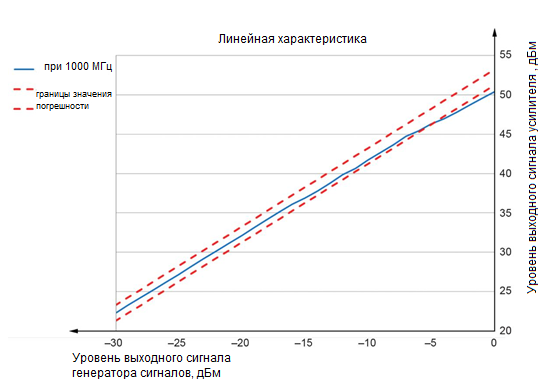 Линейная характеристика
при 1000 МГц
границы значения
погрешности
55
50
45
40
35
30
25
20
–30
–25
–20
–15
–10
–5
0
Уровень выходного сигнала усилителя , дБм
Уровень выходного сигнала
генератора сигналов, дБм